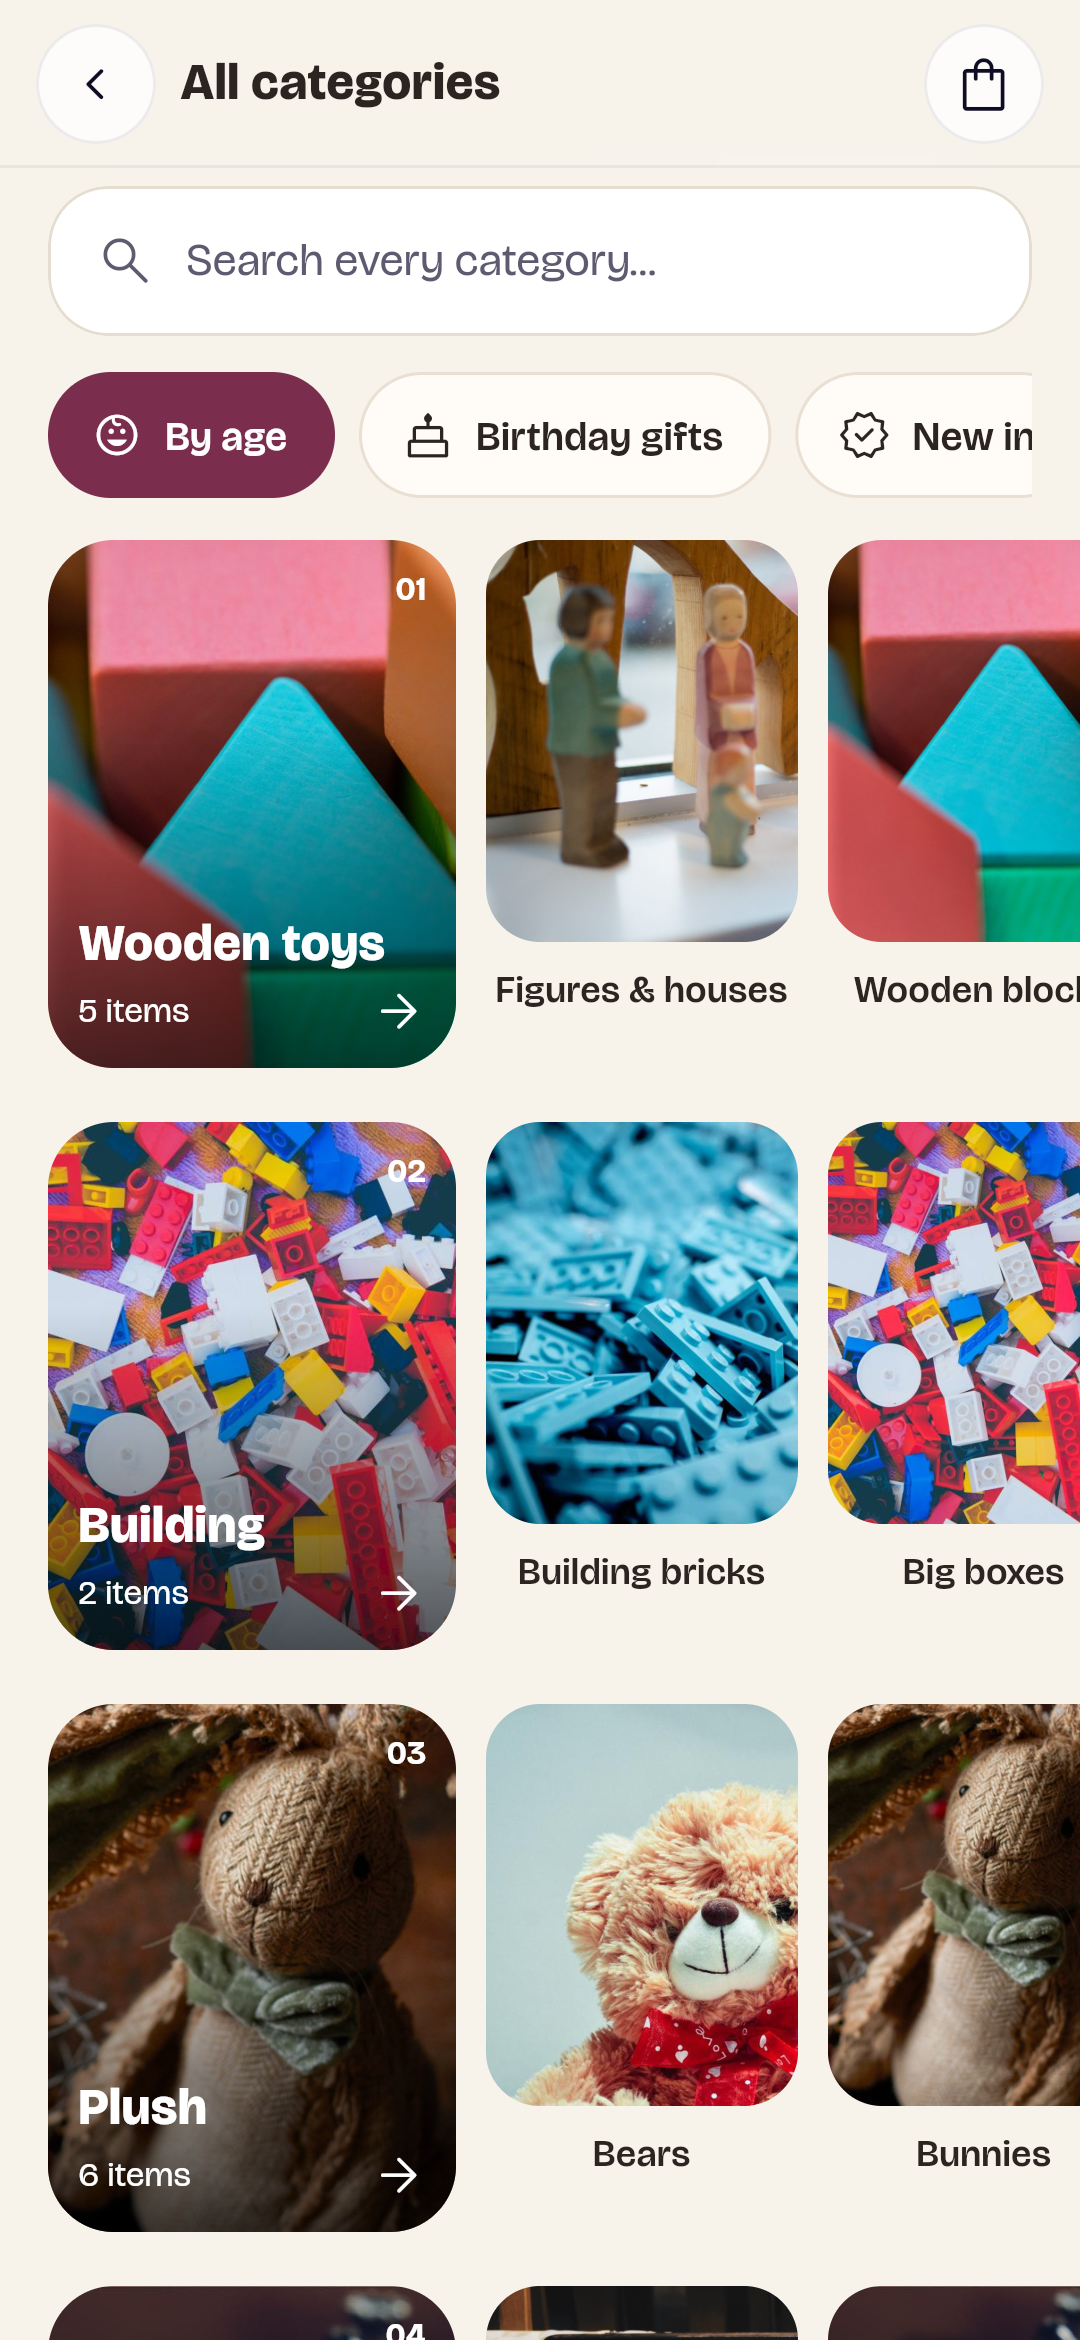 All categories
Search every category...
By age
Birthday gifts
New in
01
Wooden toys
5 items
Figures & houses
Wooden
02
Building
2 items
Building bricks
Big boxes
03
Plush
6 items
Bears
Bunnies
04